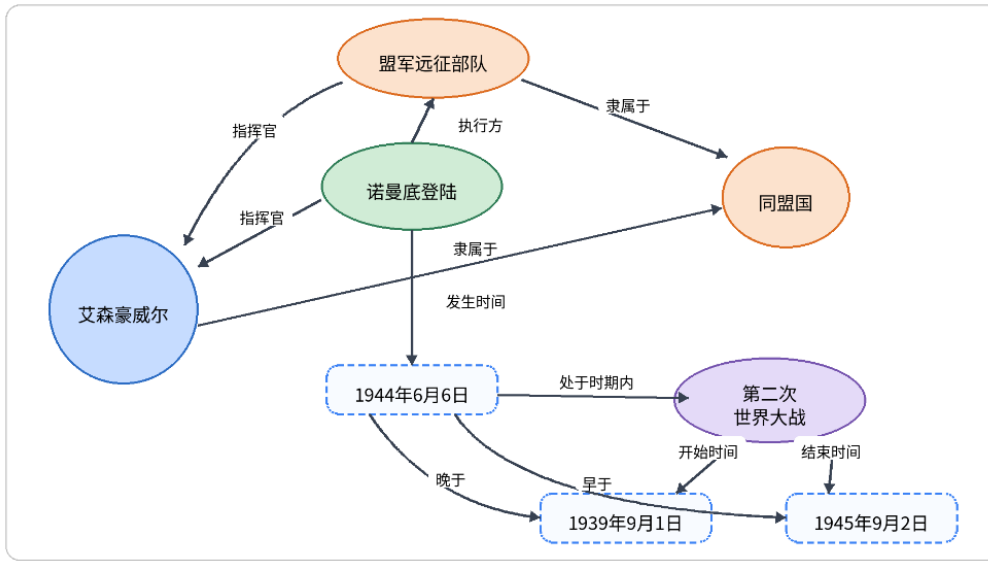 盟军远征部队
隶属于
指挥官
执行方
诺曼底登陆
同盟国
指挥官
隶属于
艾森豪威尔
发生时间
1944年6月6日
处于时期内
第二次
世界大战
开始时间
结束时间
晚于
早于
1939年9月1日
1945年9月2日